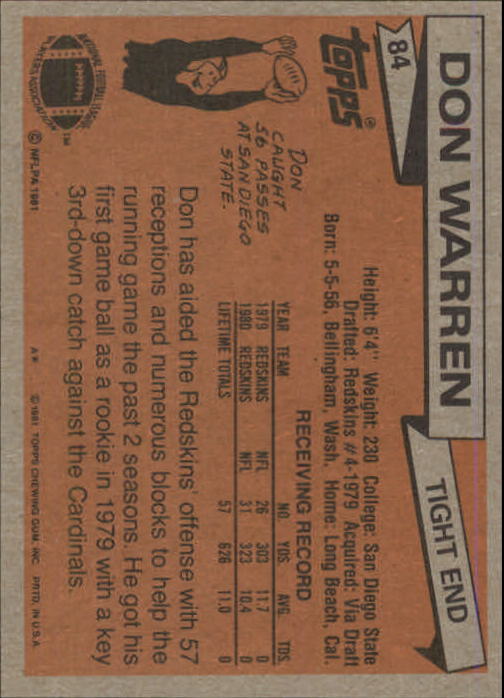 84
DON WARREN
TIGHT END
TOPPS®
Height: 6'4" Weight: 230 College: San Diego State
Drafted: Redskins #4-1979 Acquired: Via Draft
Born: 5-5-56, Bellingham, Wash. Home: Long Beach, Cal.
RECEIVING RECORD
YEAR TEAM NO. YDS. AVG. TDS.
1979 REDSKINS NFL 26 303 11.7 0
1980 REDSKINS NFL 31 323 10.4 0
LIFETIME TOTALS 57 626 11.0 0
DON
CAUGHT
56 PASSES
AT SAN DIEGO
STATE.
Don has aided the Redskins' offense with 57
receptions and numerous blocks to help the
running game the past 2 seasons. He got his
first game ball as a rookie in 1979 with a key
3rd-down catch against the Cardinals.
NATIONAL FOOTBALL LEAGUE
PLAYERS ASSOCIATION
TM
© NFLPA 1981
A* © 1981 TOPPS CHEWING GUM, INC. PRTD. IN U.S.A.